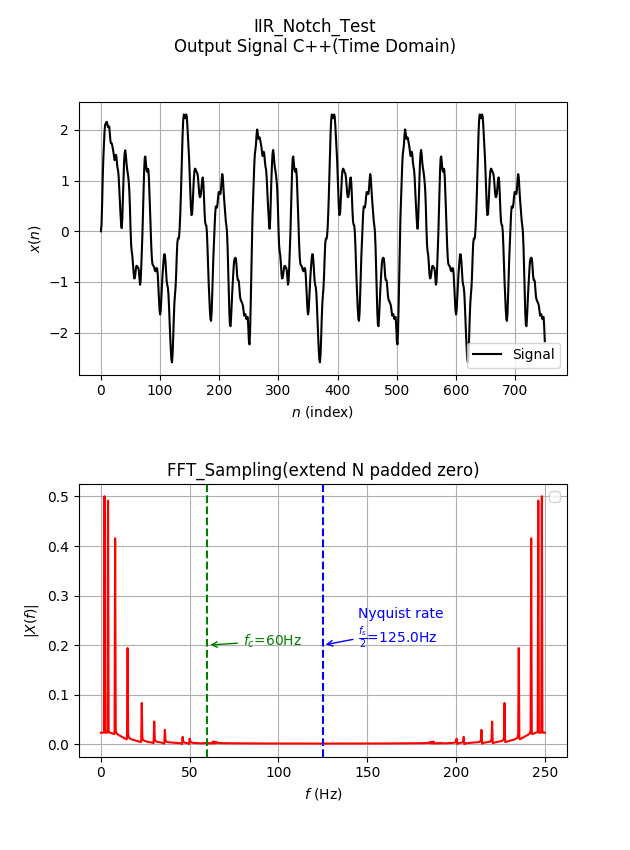 IIR_Notch_Test
Output Signal C++(Time Domain)
2
1
0
−1
−2
x(n)
Signal
0 100 200 300 400 500 600 700
n (index)
FFT_Sampling(extend N padded zero)
0.5
0.4
0.3
0.2
0.1
0.0
|X(f)|
Nyquist rate
f_c=60Hz
f_s/2=125.0Hz
0 50 100 150 200 250
f (Hz)